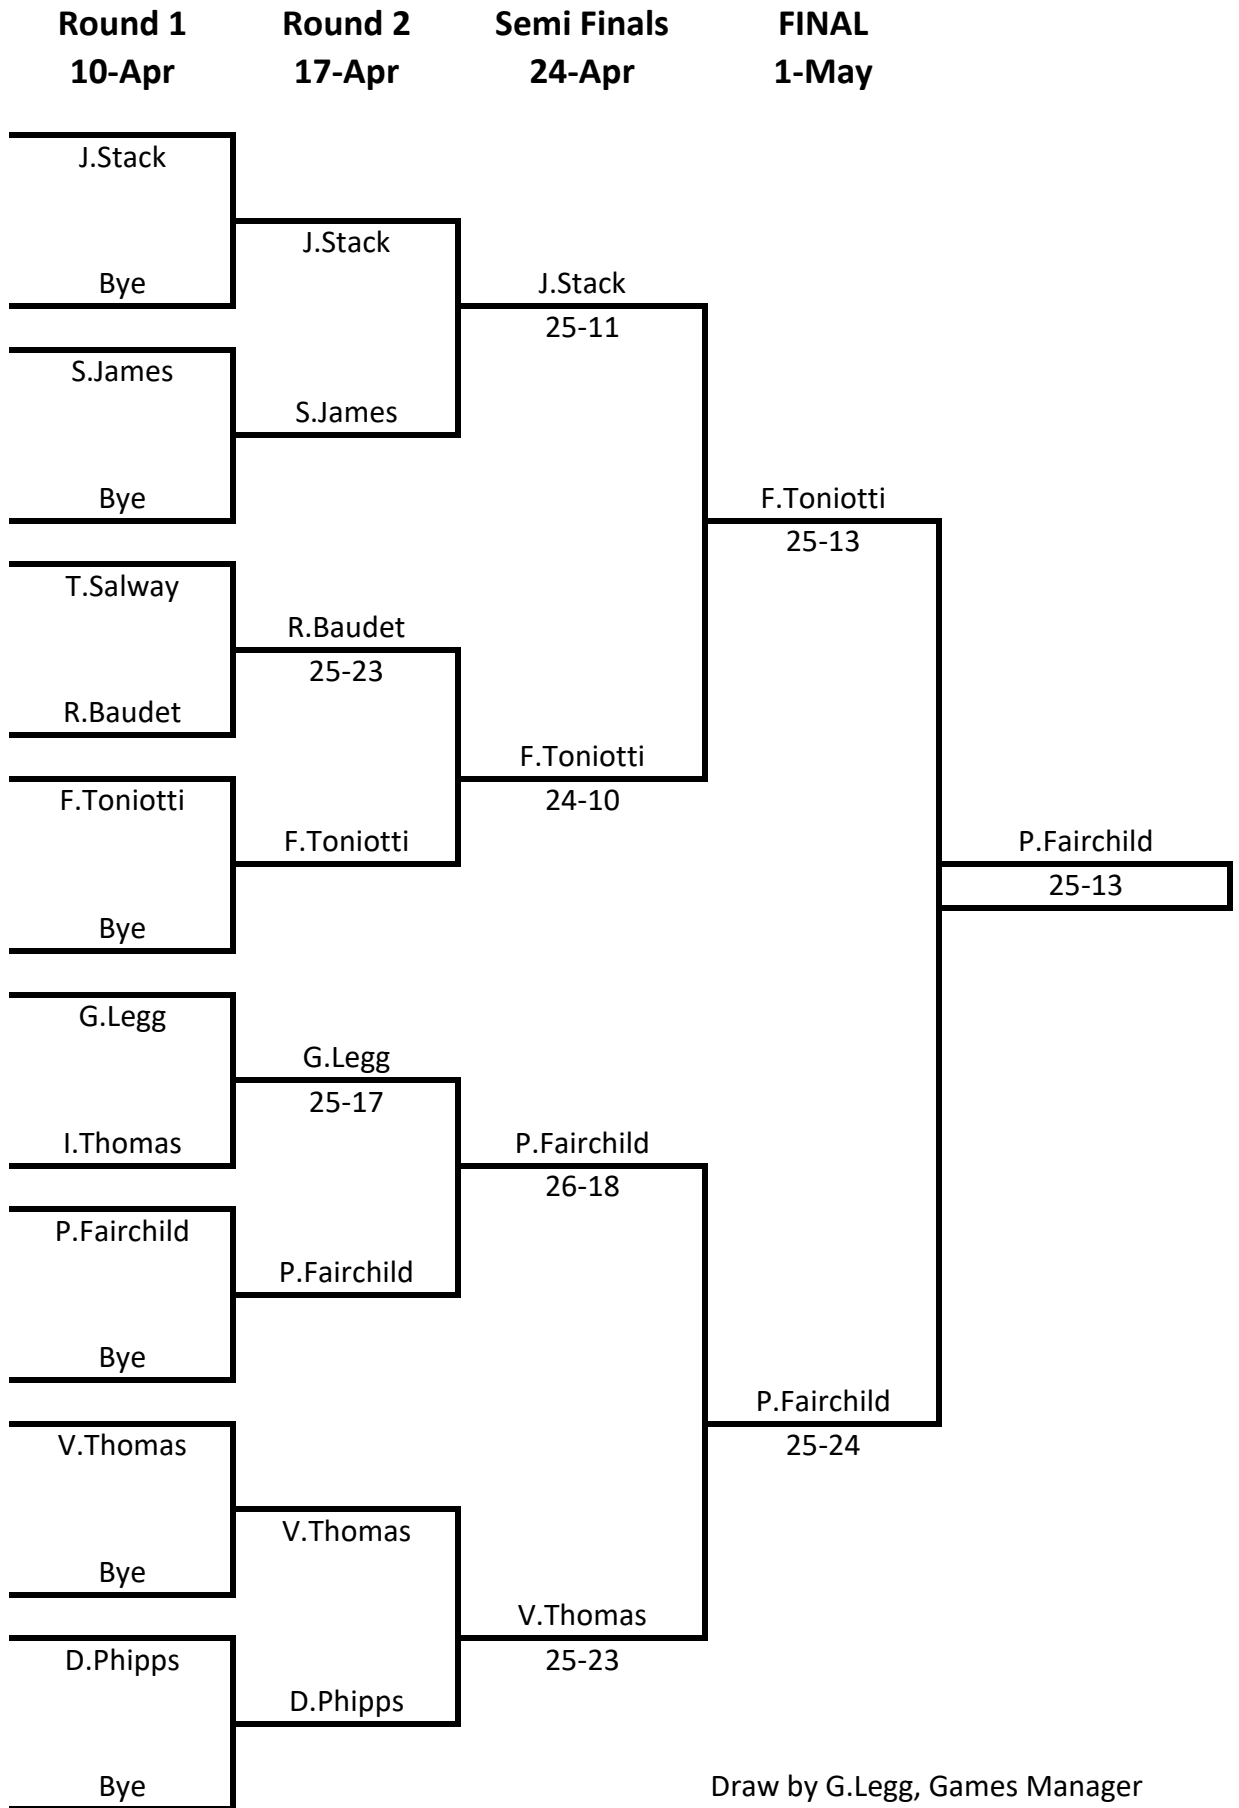 Round 1 Round 2 Semi Finals FINAL
10-Apr 17-Apr 24-Apr 1-May
J.Stack
J.Stack
Bye
J.Stack
25-11
S.James
S.James
Bye
F.Toniotti
25-13
T.Salway
R.Baudet
25-23
R.Baudet
F.Toniotti
24-10
F.Toniotti
F.Toniotti
P.Fairchild
25-13
Bye
G.Legg
G.Legg
25-17
I.Thomas
P.Fairchild
26-18
P.Fairchild
P.Fairchild
Bye
P.Fairchild
25-24
V.Thomas
V.Thomas
Bye
V.Thomas
25-23
D.Phipps
D.Phipps
Bye
Draw by G.Legg, Games Manager